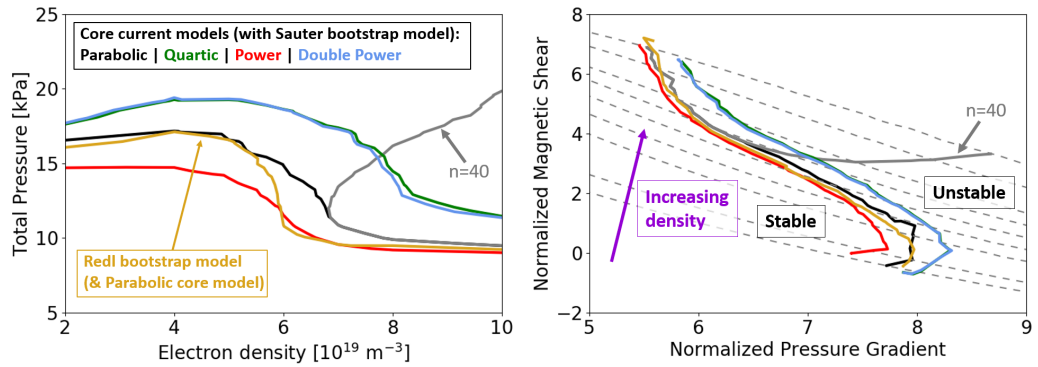 25
20
15
10
5
Total Pressure [kPa]
Core current models (with Sauter bootstrap model):
Parabolic | Quartic | Power | Double Power
n=40
Redl bootstrap model
(& Parabolic core model)
2
4
6
8
10
Electron density [10¹⁹ m⁻³]
8
6
4
2
0
−2
Normalized Magnetic Shear
n=40
Increasing
density
Stable
Unstable
5
6
7
8
9
Normalized Pressure Gradient